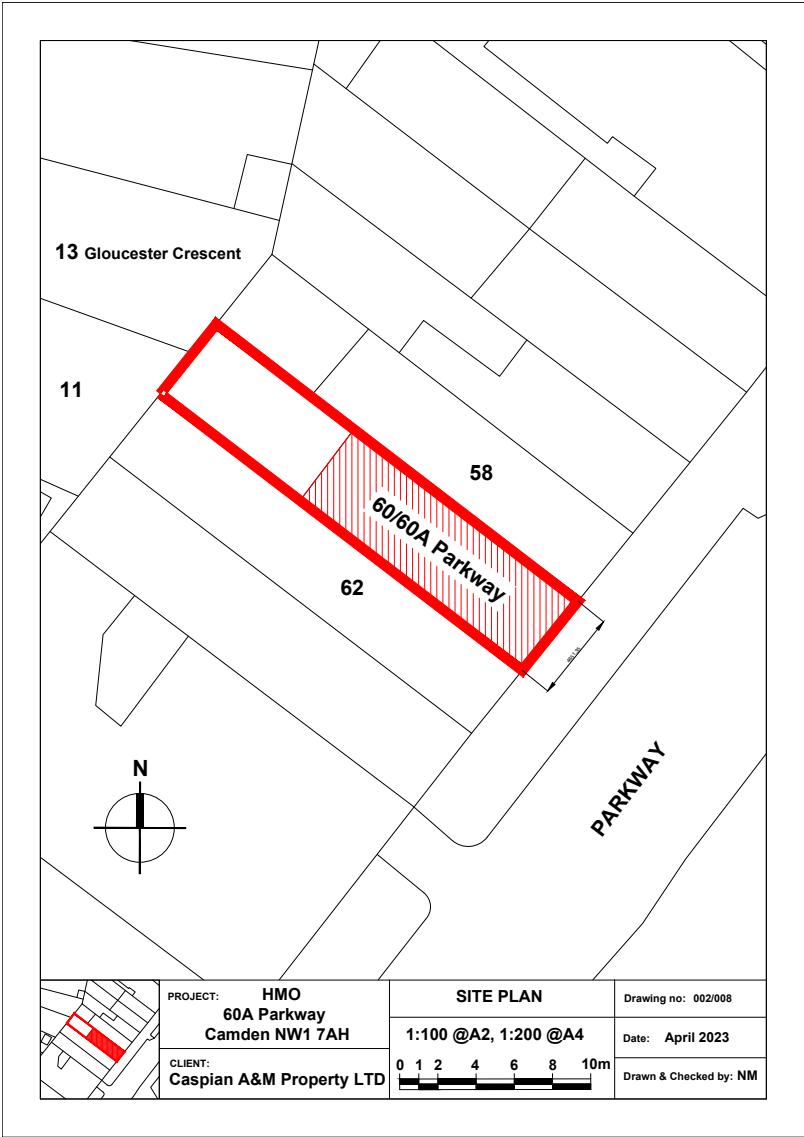 13 Gloucester Crescent
11
58
60/60A Parkway
62
PARKWAY
N
PROJECT: HMO
60A Parkway
Camden NW1 7AH
CLIENT:
Caspian A&M Property LTD
SITE PLAN
1:100 @A2, 1:200 @A4
0 1 2 4 6 8 10m
Drawing no: 002/008
Date: April 2023
Drawn & Checked by: NM